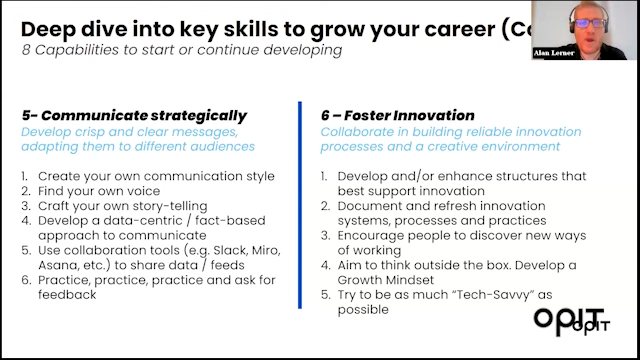 Deep dive into key skills to grow your career (Co
8 Capabilities to start or continue developing
Alan Lerner
5- Communicate strategically
Develop crisp and clear messages,
adapting them to different audiences
1. Create your own communication style
2. Find your own voice
3. Craft your own story-telling
4. Develop a data-centric / fact-based
approach to communicate
5. Use collaboration tools (e.g. Slack, Miro,
Asana, etc.) to share data / feeds
6. Practice, practice, practice and ask for
feedback
6 – Foster Innovation
Collaborate in building reliable innovation
processes and a creative environment
1. Develop and/or enhance structures that
best support innovation
2. Document and refresh innovation
systems, processes and practices
3. Encourage people to discover new ways
of working
4. Aim to think outside the box. Develop a
Growth Mindset
5. Try to be as much “Tech-Savvy” as
possible
OPIT
OPIT